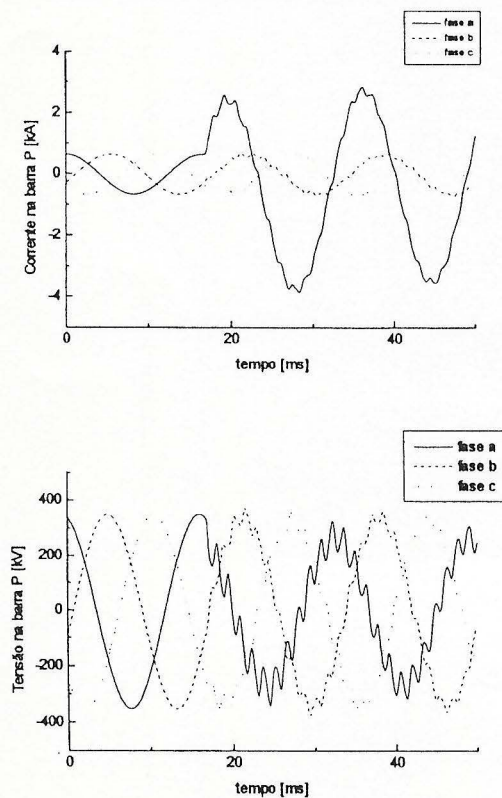 fase a
fase b
fase c
Corrente na barra P [kA]
4
2
0
-2
-4
0
20
40
tempo [ms]
fase a
fase b
fase c
Tensão na barra P [kV]
400
200
0
-200
-400
0
20
40
tempo [ms]